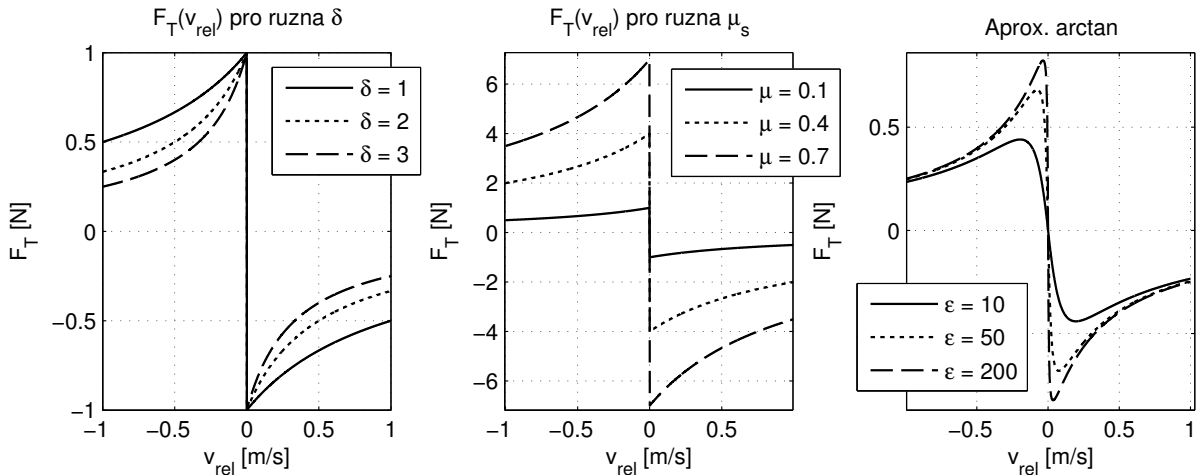 F_T(v_rel) pro ruzna δ
1
0.5
0
−0.5
−1
−1
−0.5
0
0.5
1
F_T [N]
v_rel [m/s]
δ = 1
δ = 2
δ = 3
F_T(v_rel) pro ruzna μ_s
6
4
2
0
−2
−4
−6
−1
−0.5
0
0.5
F_T [N]
v_rel [m/s]
μ = 0.1
μ = 0.4
μ = 0.7
Aprox. arctan
0.5
0
−0.5
0
0.5
1
F_T [N]
v_rel [m/s]
ε = 10
ε = 50
ε = 200